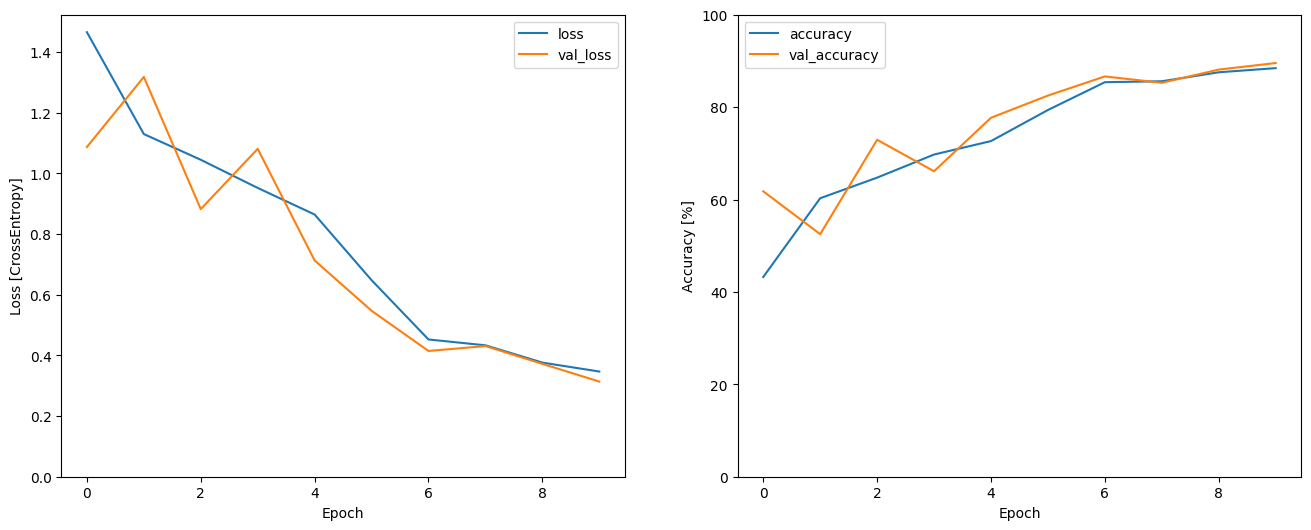 loss
val_loss
1.4
1.2
1.0
0.8
0.6
0.4
0.2
0.0
Loss [CrossEntropy]
0 2 4 6 8
Epoch
accuracy
val_accuracy
100
80
60
40
20
0
Accuracy [%]
0 2 4 6 8
Epoch